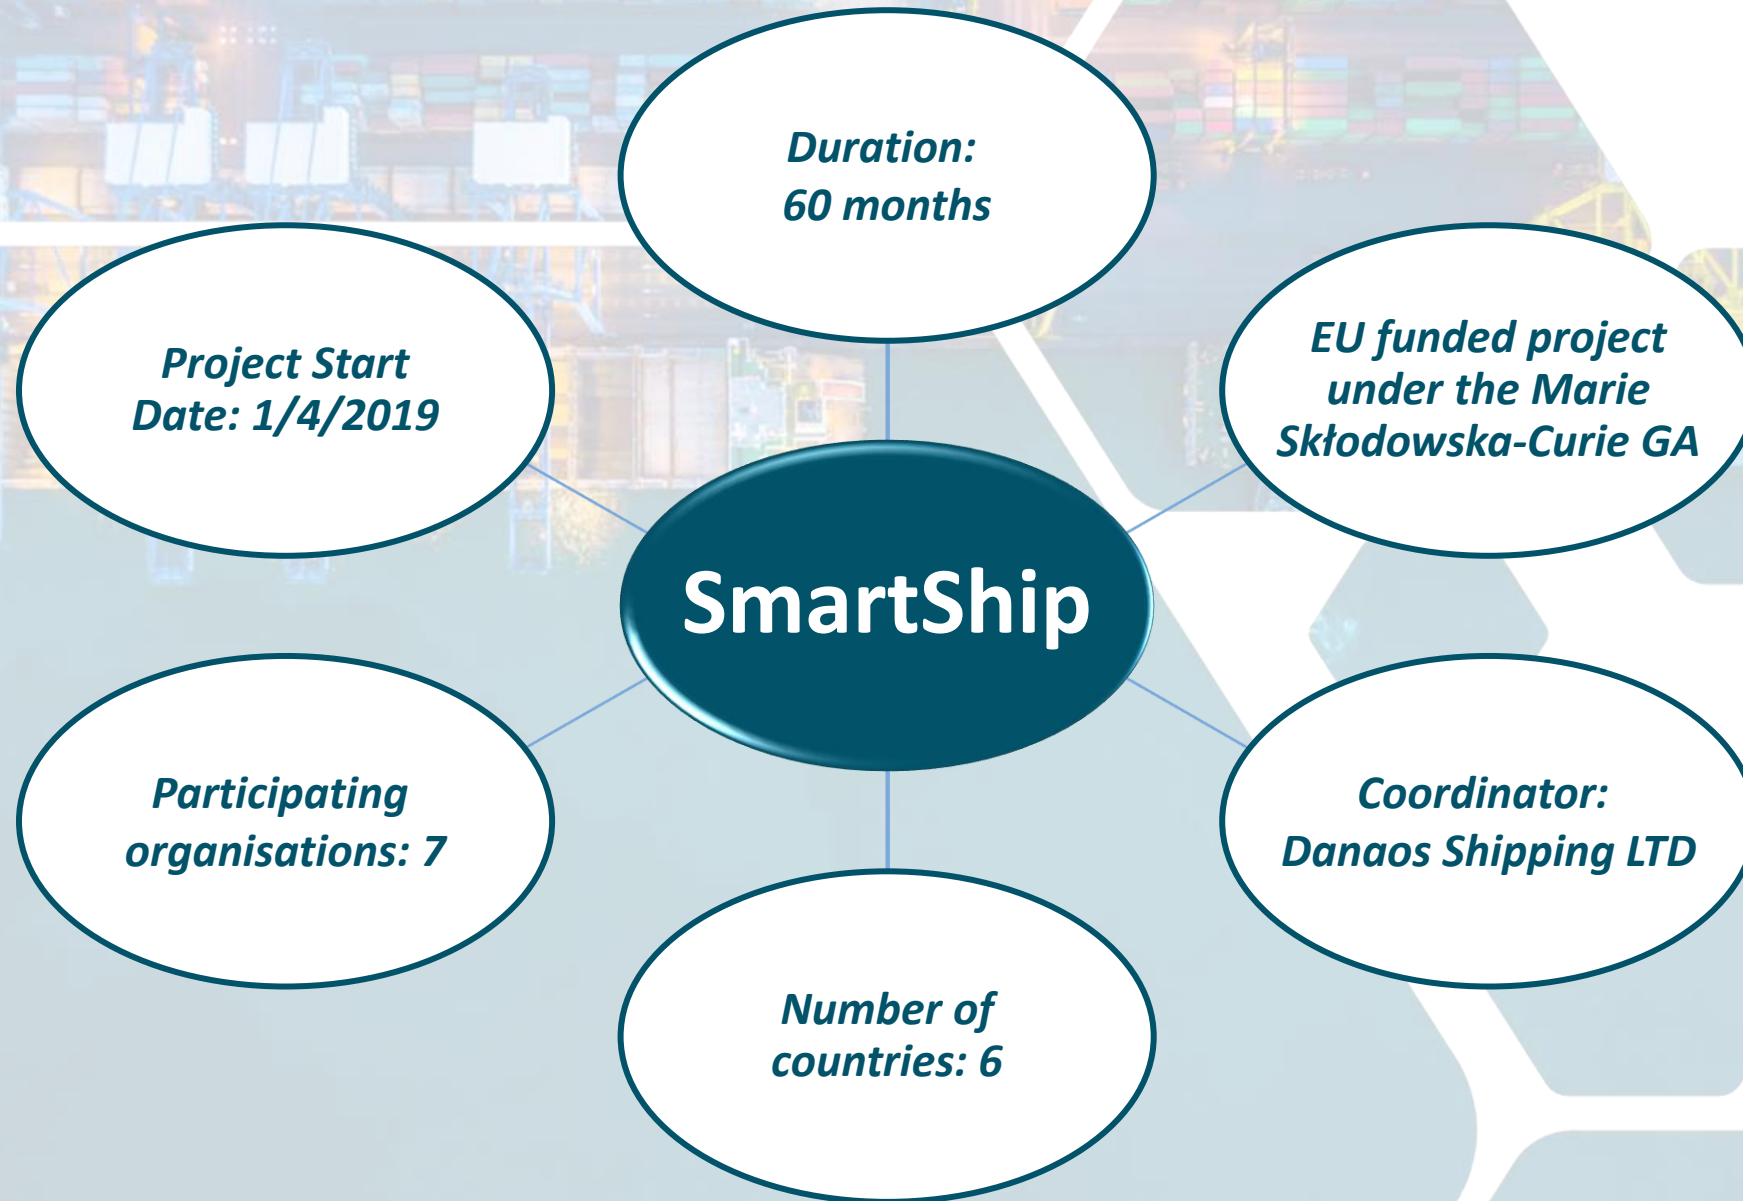 Duration:
60 months
Project Start
Date: 1/4/2019
EU funded project
under the Marie
Skłodowska-Curie GA
SmartShip
Participating
organisations: 7
Coordinator:
Danaos Shipping LTD
Number of
countries: 6